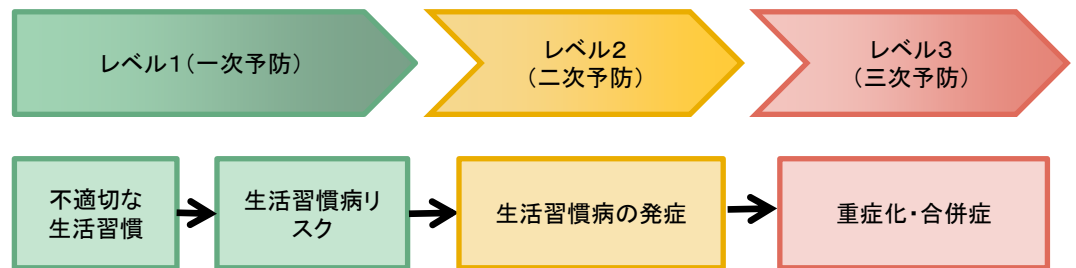 レベル1(一次予防)
レベル2
(二次予防)
レベル3
(三次予防)
不適切な
生活習慣
生活習慣病リ
スク
生活習慣病の発症
重症化・合併症